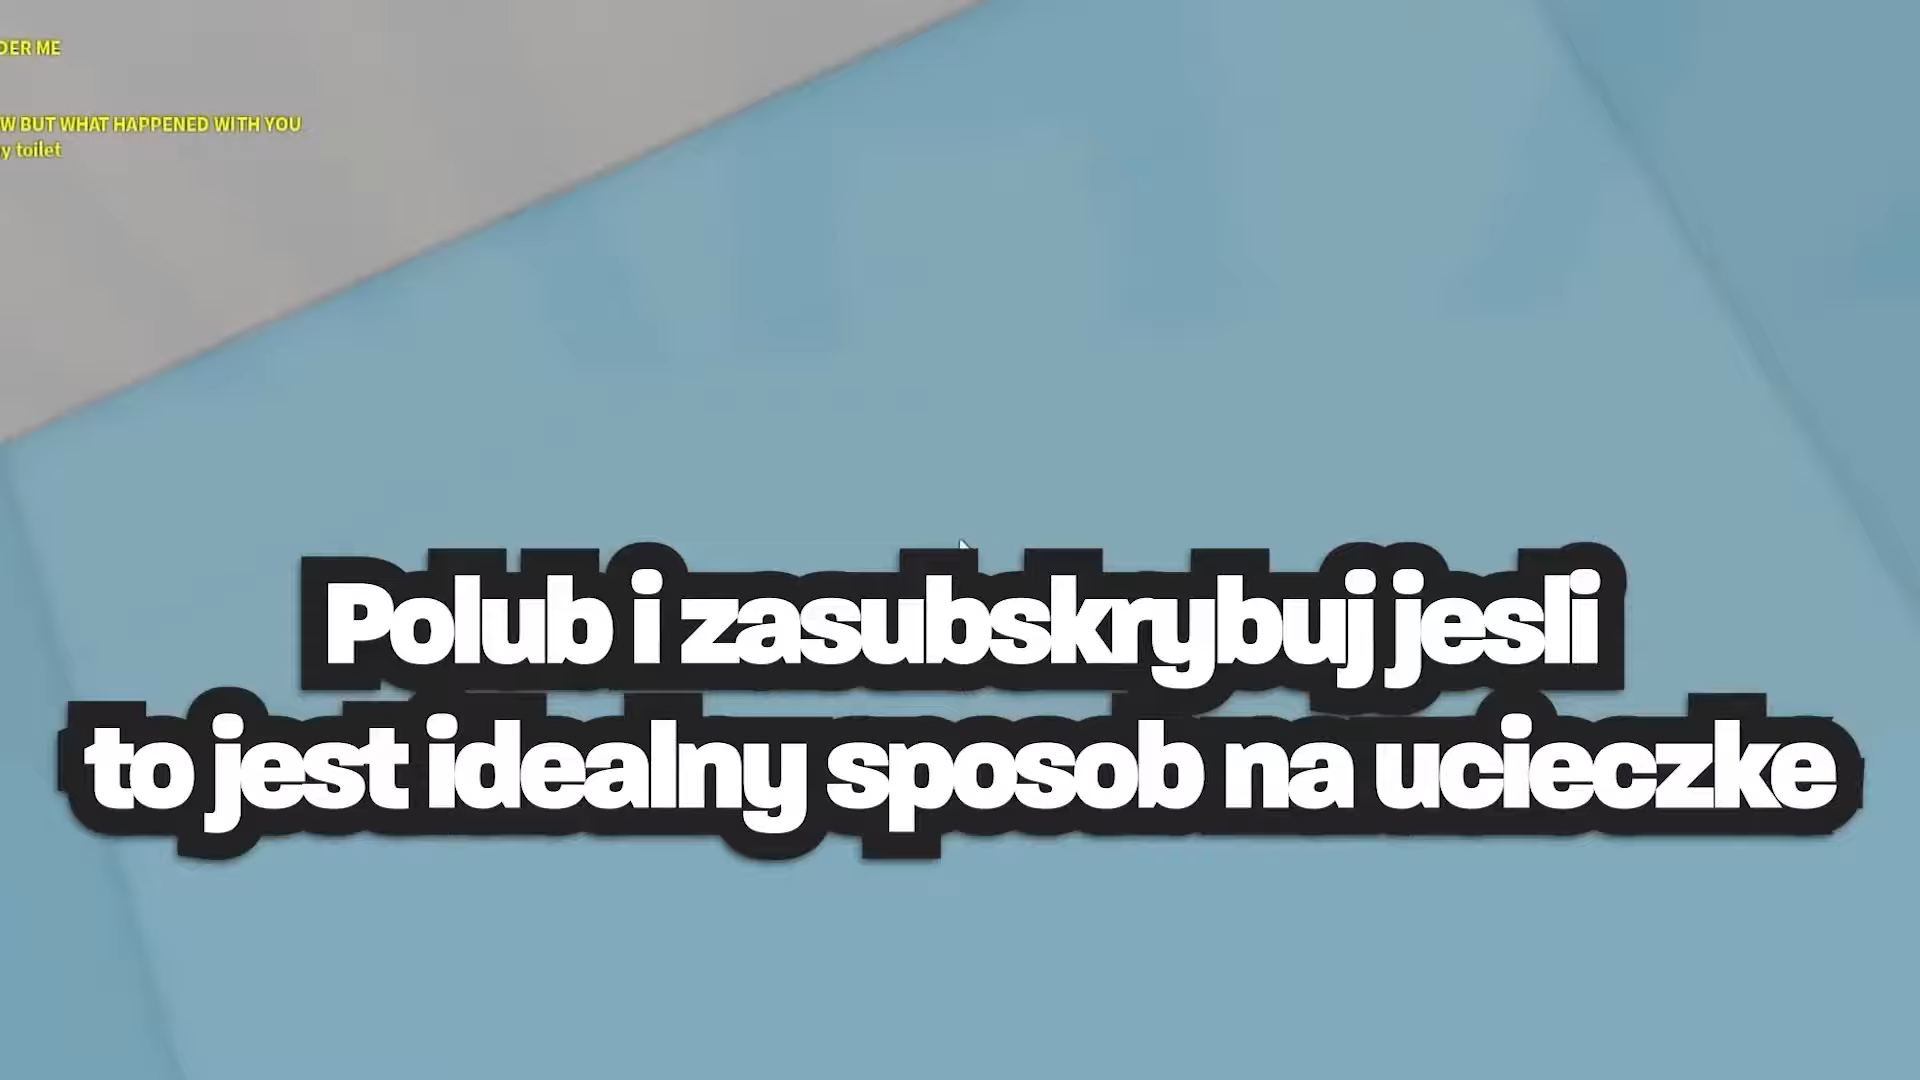 DER ME
W BUT WHAT HAPPENED WITH YOU
y toilet
Polub i zasubskrybuj jesli
to jest idealny sposob na ucieczke